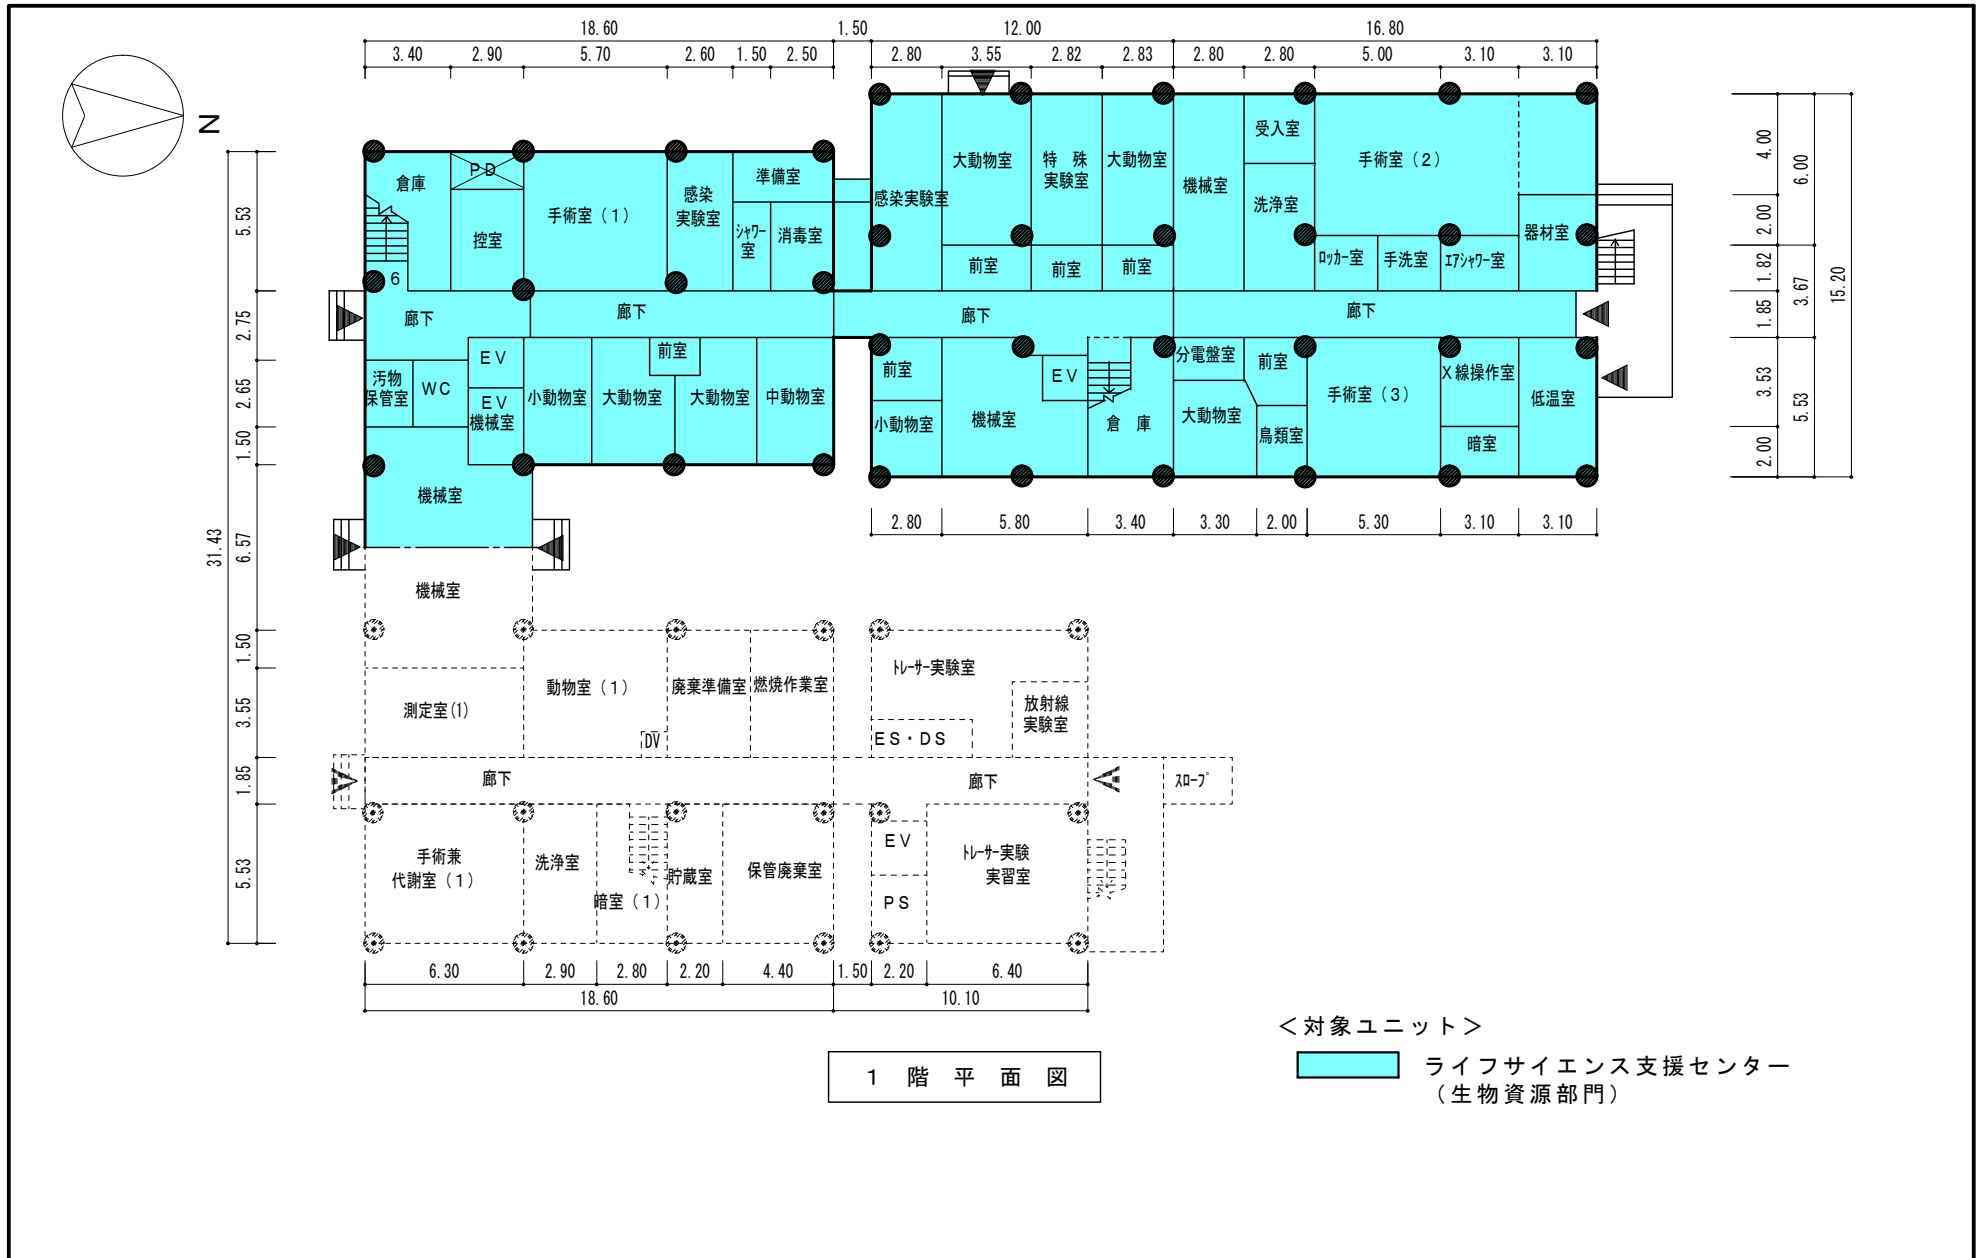 18.60 1.50 12.00 16.80
3.40 2.90 5.70 2.60 1.50 2.50 2.80 3.55 2.82 2.83 2.80 2.80 5.00 3.10 3.10
N
倉庫
PD
控室
手術室(1)
感染
実験室
準備室
シャワー
室
消毒室
6
感染実験室
大動物室
特 殊
実験室
大動物室
機械室
受入室
洗浄室
手術室(2)
器材室
前室 前室 前室
ロッカー室 手洗室 エアシャワー室
廊下 廊下 廊下 廊下
汚物
保管室
WC
EV
EV
機械室
小動物室
大動物室
前室
大動物室
中動物室
機械室
前室
小動物室
機械室
EV
倉 庫
分電盤室
大動物室
前室
鳥類室
手術室(3)
X線操作室
暗室
低温室
4.00
2.00
1.82
1.85
3.53
2.00
6.00
3.67
5.53
15.20
5.53
2.75
2.65
1.50
6.57
1.50
3.55
1.85
5.53
31.43
2.80 5.80 3.40 3.30 2.00 5.30 3.10 3.10
機械室
測定室(1)
動物室(1)
DV
廃棄準備室
燃焼作業室
トレーサー実験室
放射線
実験室
ES・DS
廊下 廊下
スロープ
手術兼
代謝室(1)
洗浄室
暗室(1)
貯蔵室
保管廃棄室
EV
PS
トレーサー実験
実習室
6.30 2.90 2.80 2.20 4.40 1.50 2.20 6.40
18.60 10.10
1 階 平 面 図
<対象ユニット>
ライフサイエンス支援センター
(生物資源部門)